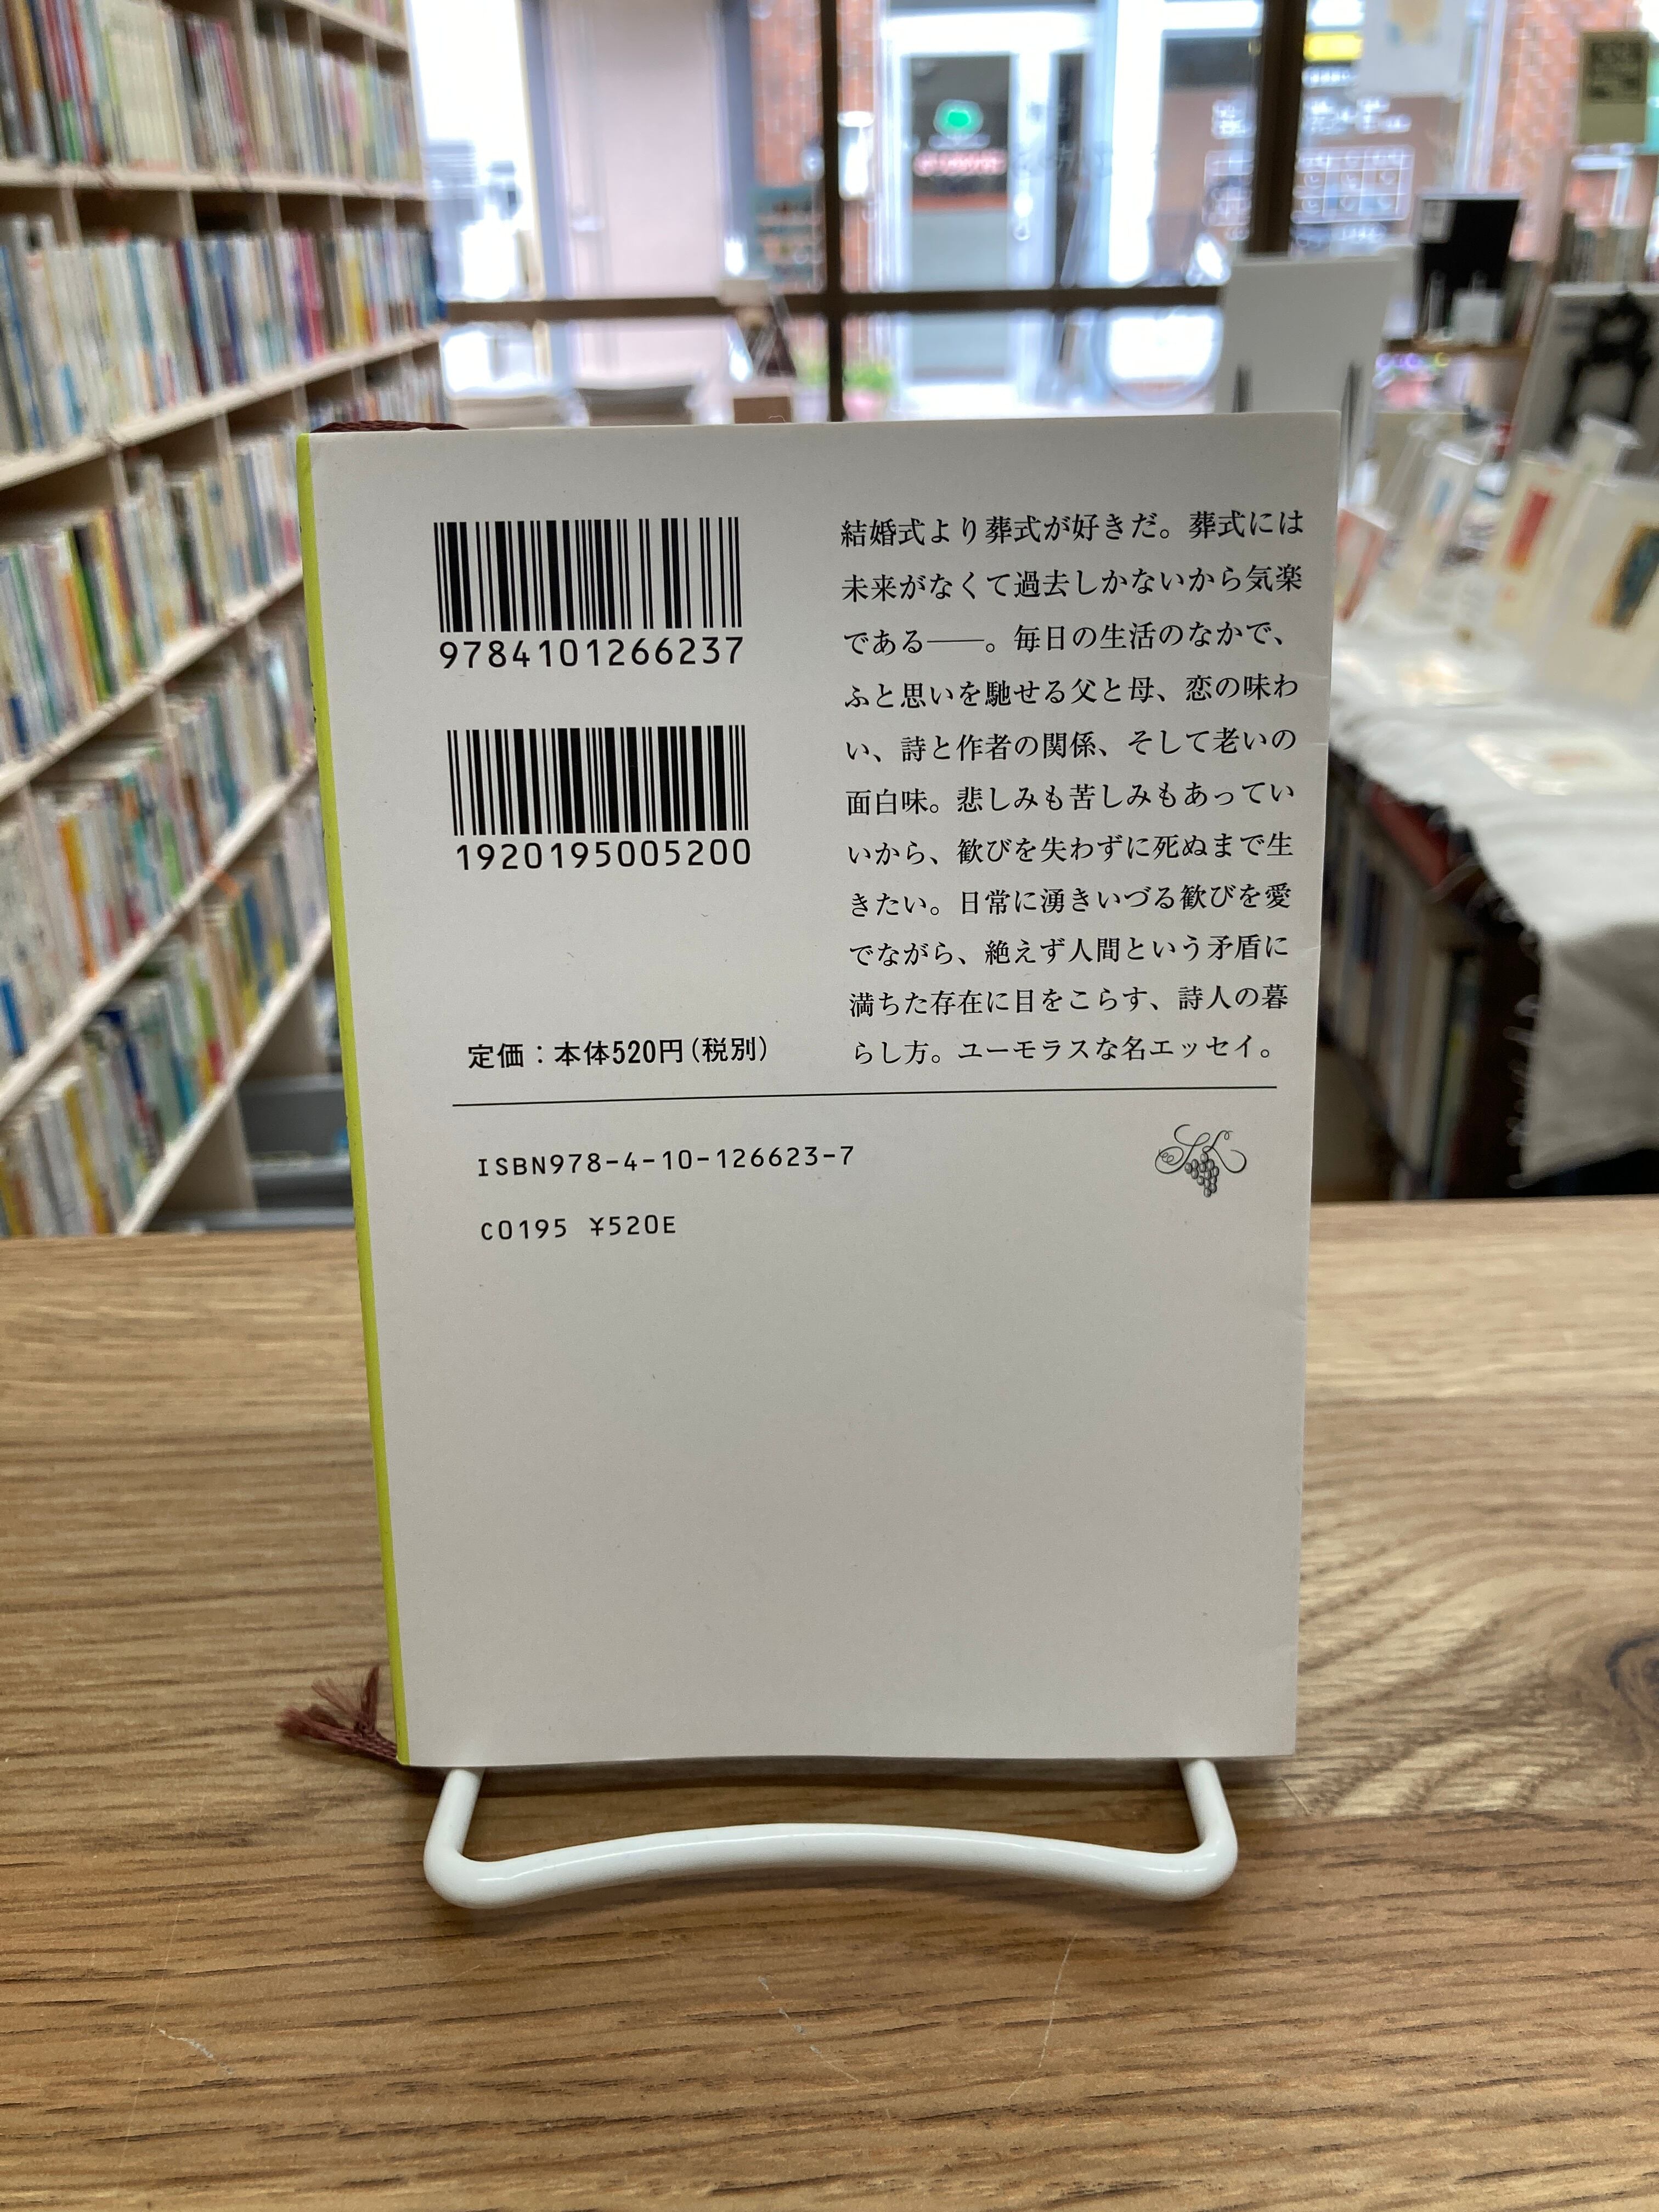 9784101266237
1920195005200
定価：本体520円(税別)
結婚式より葬式が好きだ。葬式には
未来がなくて過去しかないから気楽
である――。毎日の生活のなかで、
ふと思いを馳せる父と母、恋の味わ
い、詩と作者の関係、そして老いの
面白味。悲しみも苦しみもあってい
いから、歓びを失わずに死ぬまで生
きたい。日常に湧きいづる歓びを愛
でながら、絶えず人間という矛盾に
満ちた存在に目をこらす、詩人の暮
らし方。ユーモラスな名エッセイ。
ISBN978-4-10-126623-7
C0195 ¥520E